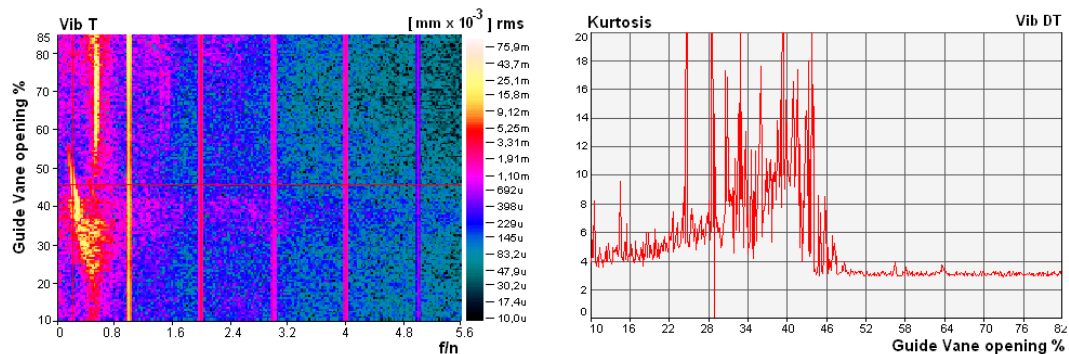 Vib T
[ mm x 10⁻³ ] rms
Guide Vane opening %
85
80
70
60
50
40
30
20
10
0
0.8
1.6
2.4
3.2
4
4.8
5.6
f/n
75,9m
43,7m
25,1m
15,8m
9,12m
5,25m
3,31m
1,91m
1,10m
692u
398u
229u
145u
83,2u
47,9u
30,2u
17,4u
10,0u
Kurtosis
Vib DT
20
18
16
14
12
10
8
6
4
2
0
10
16
22
28
34
40
46
52
58
64
70
76
82
Guide Vane opening %